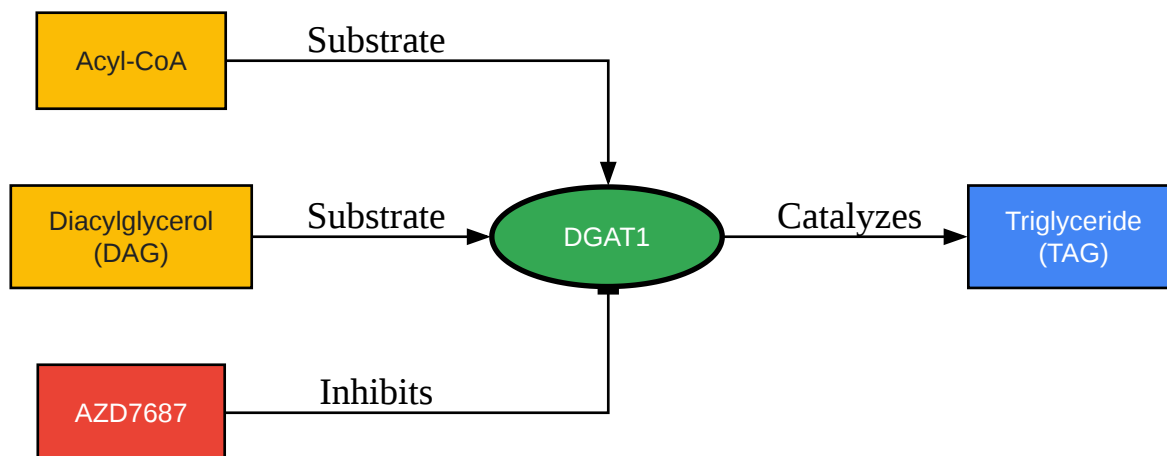 Acyl-CoA
Substrate
Diacylglycerol
(DAG)
Substrate
DGAT1
Catalyzes
Triglyceride
(TAG)
AZD7687
Inhibits